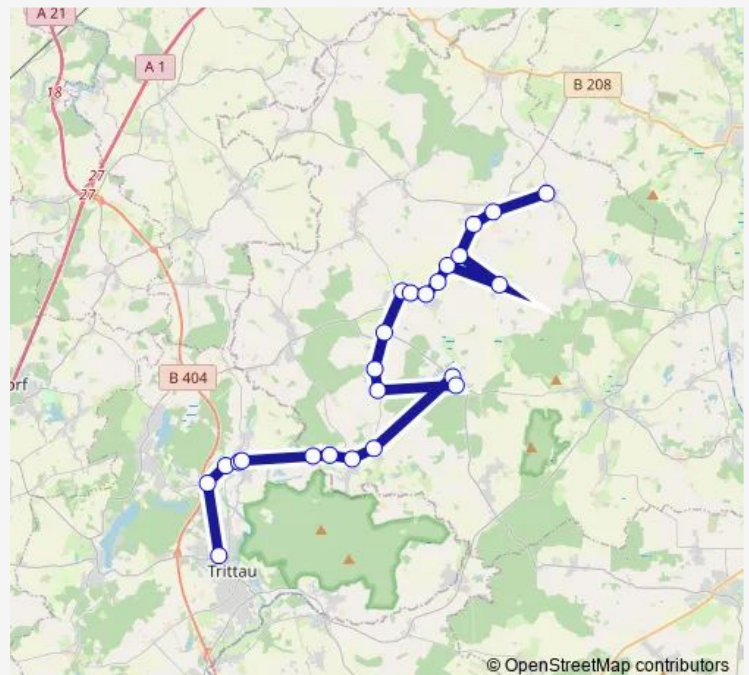 A 21
A 1
B 208
18
27
27
B 404
orf
Trittau
© OpenStreetMap contributors